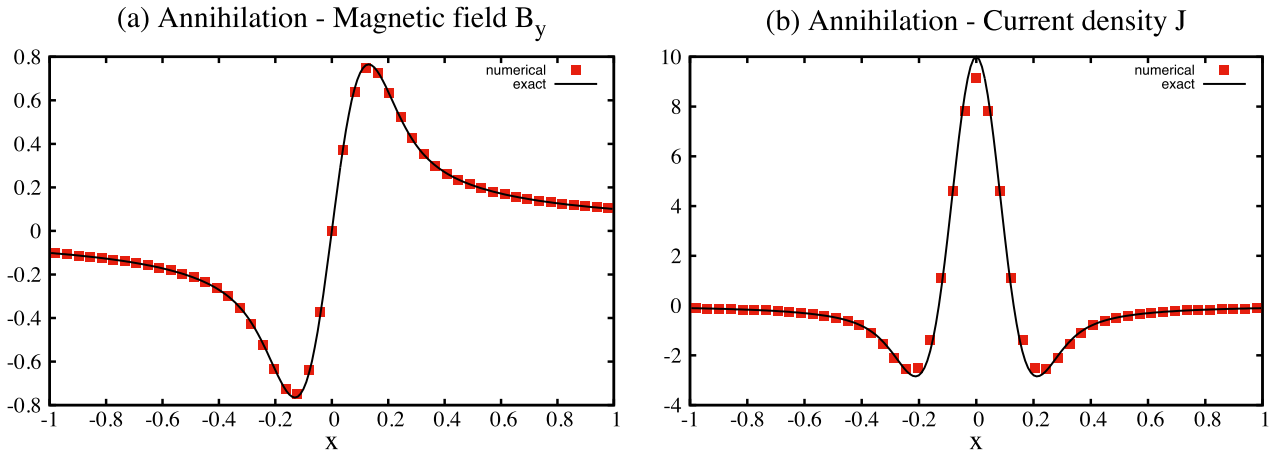 (a) Annihilation - Magnetic field By
0.8
0.6
0.4
0.2
0
-0.2
-0.4
-0.6
-0.8
numerical
exact
-1 -0.8 -0.6 -0.4 -0.2 0 0.2 0.4 0.6 0.8 1
x
(b) Annihilation - Current density J
10
8
6
4
2
0
-2
-4
numerical
exact
-1 -0.8 -0.6 -0.4 -0.2 0 0.2 0.4 0.6 0.8 1
x